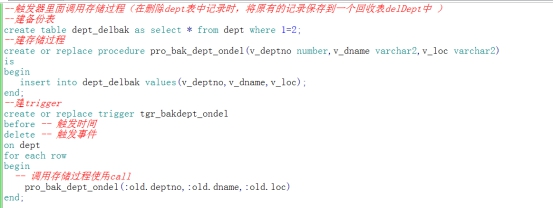 --触发器里面调用存储过程（在删除dept表中记录时，将原有的记录保存到一个回收表delDept中 ）
--建备份表
create table dept_delbak as select * from dept where 1=2;
--建存储过程
create or replace procedure pro_bak_dept_ondel(v_deptno number,v_dname varchar2,v_loc varchar2)
is
begin
insert into dept_delbak values(v_deptno,v_dname,v_loc);
end;
--建trigger
create or replace trigger tgr_bakdept_ondel
before -- 触发时间
delete -- 触发事件
on dept
for each row
begin
-- 调用存储过程使用call
pro_bak_dept_ondel(:old.deptno,:old.dname,:old.loc)
end;